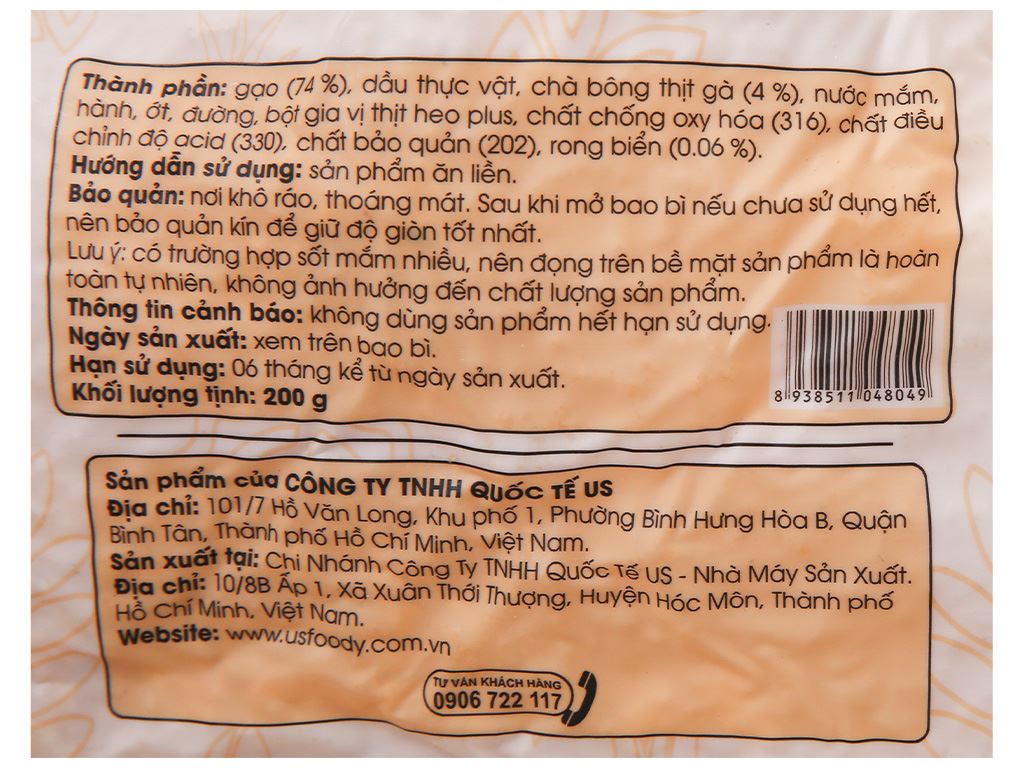 Thành phần: gạo (74 %), dầu thực vật, chà bông thịt gà (4 %), nước mắm,
hành, ớt, đường, bột gia vị thịt heo plus, chất chống oxy hóa (316), chất điều
chỉnh độ acid (330), chất bảo quản (202), rong biển (0.06 %).
Hướng dẫn sử dụng: sản phẩm ăn liền.
Bảo quản: nơi khô ráo, thoáng mát. Sau khi mở bao bì nếu chưa sử dụng hết,
nên bảo quản kín để giữ độ giòn tốt nhất.
Lưu ý: có trường hợp sốt mắm nhiều, nên đọng trên bề mặt sản phẩm là hoàn
toàn tự nhiên, không ảnh hưởng đến chất lượng sản phẩm.
Thông tin cảnh báo: không dùng sản phẩm hết hạn sử dụng.
Ngày sản xuất: xem trên bao bì.
Hạn sử dụng: 06 tháng kể từ ngày sản xuất.
Khối lượng tịnh: 200 g
8 938511 048049
Sản phẩm của CÔNG TY TNHH QUỐC TẾ US
Địa chỉ: 101/7 Hồ Văn Long, Khu phố 1, Phường Bình Hưng Hòa B, Quận
Bình Tân, Thành phố Hồ Chí Minh, Việt Nam.
Sản xuất tại: Chi Nhánh Công Ty TNHH Quốc Tế US - Nhà Máy Sản Xuất.
Địa chỉ: 10/8B Ấp 1, Xã Xuân Thới Thượng, Huyện Hóc Môn, Thành phố
Hồ Chí Minh, Việt Nam.
Website: www.usfoody.com.vn
TƯ VẤN KHÁCH HÀNG
0906 722 117